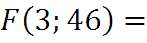 F(3; 46) =